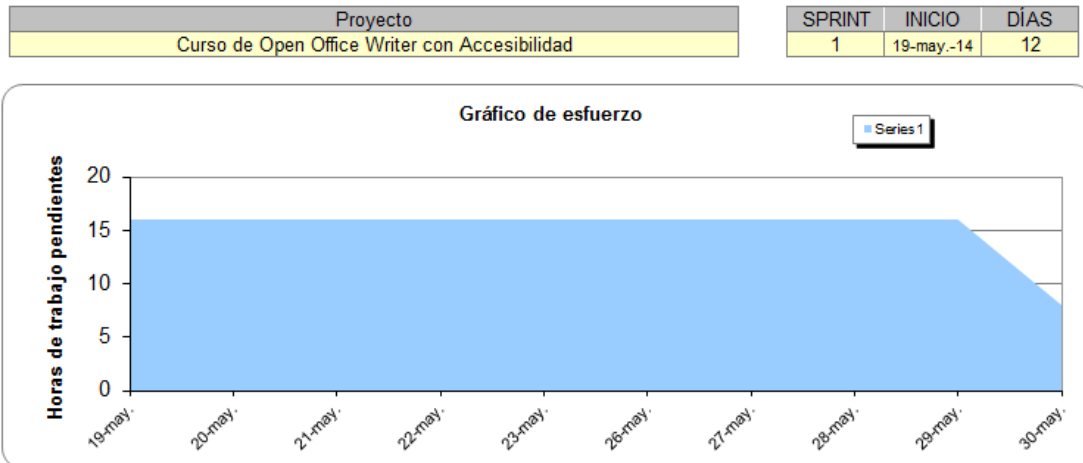 Proyecto
Curso de Open Office Writer con Accesibilidad
SPRINT INICIO DÍAS
1 19-may.-14 12
Gráfico de esfuerzo
Series1
Horas de trabajo pendientes
20
15
10
5
0
19-may. 20-may. 21-may. 22-may. 23-may. 26-may. 27-may. 28-may. 29-may. 30-may.